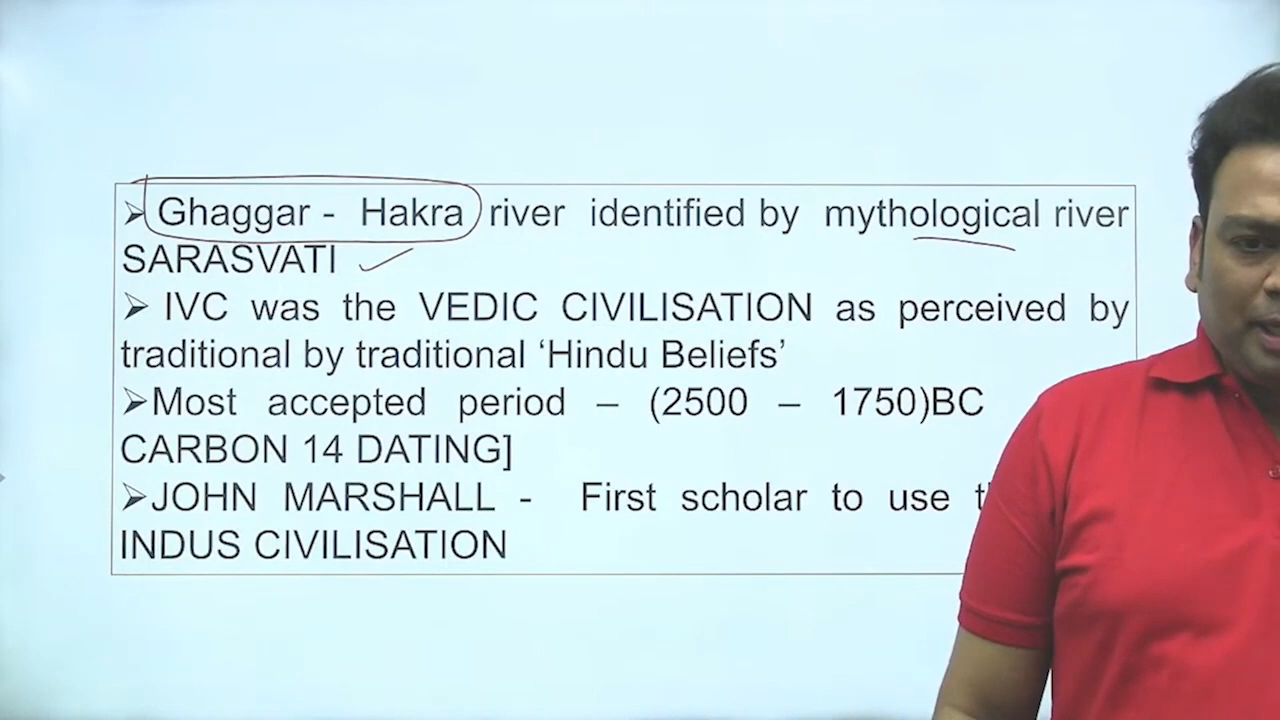 ➢ Ghaggar - Hakra river identified by mythological river
SARASVATI
➢ IVC was the VEDIC CIVILISATION as perceived by
traditional by traditional ‘Hindu Beliefs’
➢Most accepted period – (2500 – 1750)BC
CARBON 14 DATING]
➢JOHN MARSHALL - First scholar to use
INDUS CIVILISATION